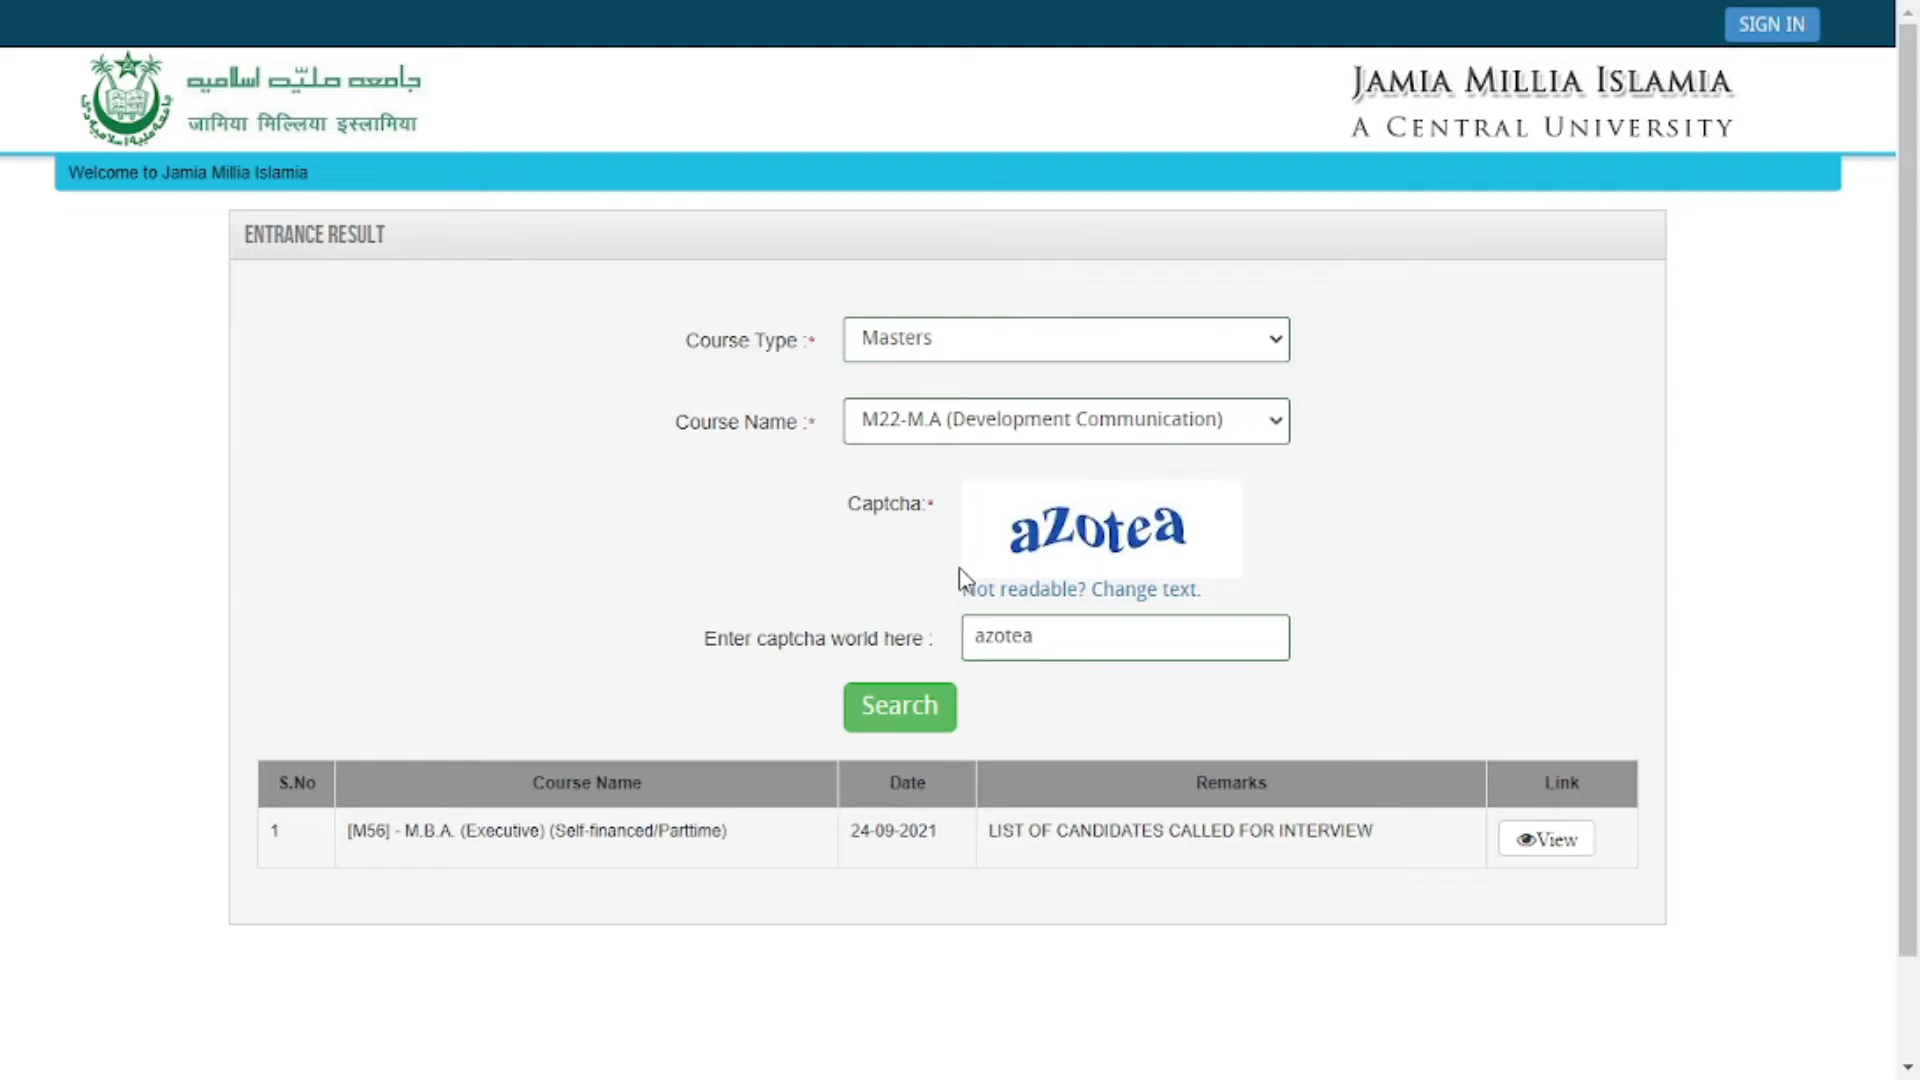 SIGN IN
جامعہ ملیّہ اسلامیہ
जामिया मिल्लिया इस्लामिया
JAMIA MILLIA ISLAMIA
A CENTRAL UNIVERSITY
Welcome to Jamia Millia Islamia
ENTRANCE RESULT
Course Type :* Masters
Course Name :* M22-M.A (Development Communication)
Captcha:* aZotea
Not readable? Change text.
Enter captcha world here : azotea
Search
S.No Course Name Date Remarks Link
1 [M56] - M.B.A. (Executive) (Self-financed/Parttime) 24-09-2021 LIST OF CANDIDATES CALLED FOR INTERVIEW View